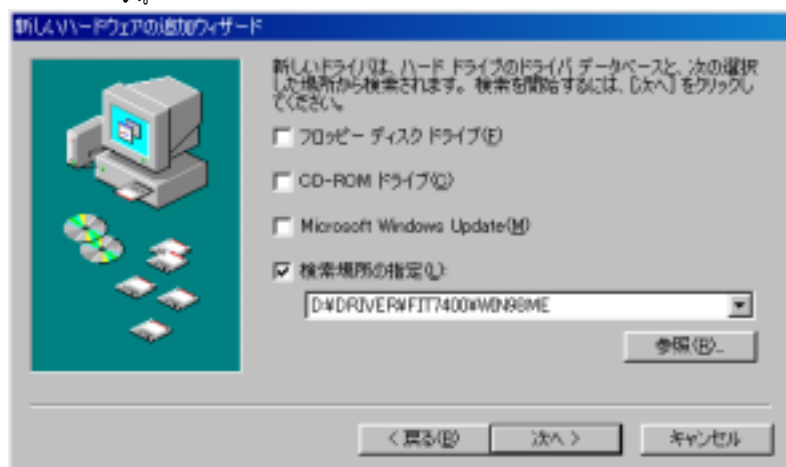 新しいハードウェアの追加ウィザード
新しいドライバは、ハード ドライブのドライバ データベースと、次の選択
した場所から検索されます。検索を開始するには、[次へ] をクリックし
てください。
フロッピー ディスク ドライブ(F)
CD-ROM ドライブ(C)
Microsoft Windows Update(M)
検索場所の指定(L):
D:¥DRIVER¥FIT7400¥WIN98ME
参照(R)...
< 戻る(B)
次へ >
キャンセル